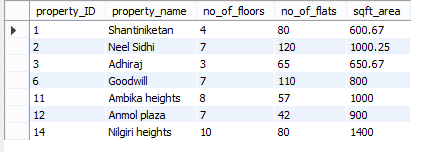 property_ID property_name no_of_floors no_of_flats sqft_area
1 Shantiniketan 4 80 600.67
2 Neel Sidhi 7 120 1000.25
3 Adhiraj 3 65 650.67
6 Goodwill 7 110 800
11 Ambika heights 8 57 1000
12 Anmol plaza 7 42 900
14 Nilgiri heights 10 80 1400